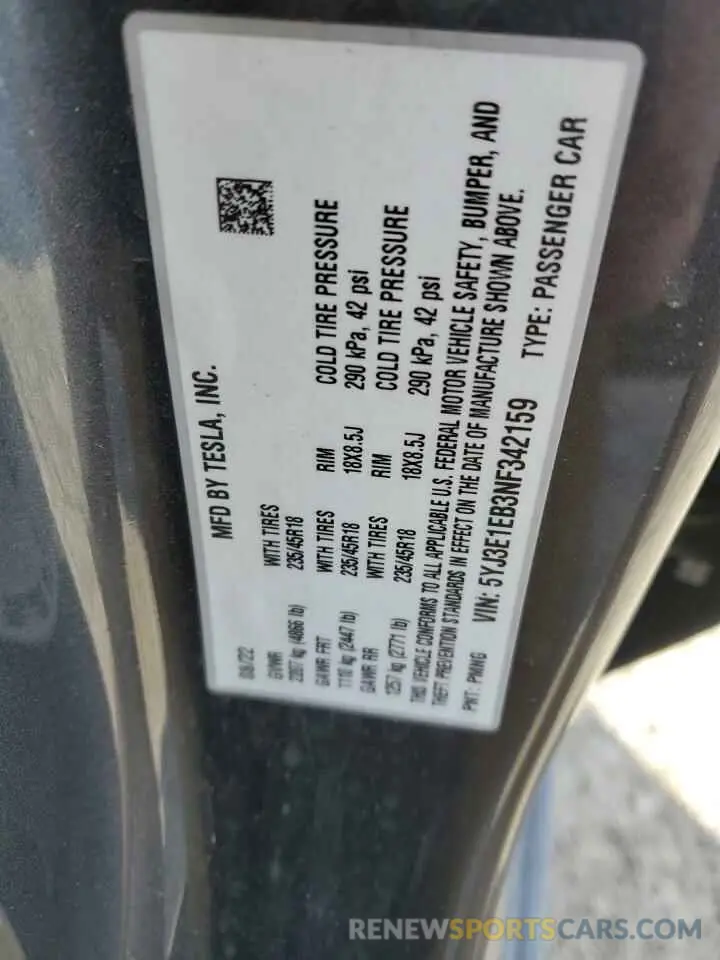 MFD BY TESLA, INC.
08/22
GVWR WITH TIRES
2207 kg (4866 lb) 235/45R18
GAWR FRT WITH TIRES RIM COLD TIRE PRESSURE
1110 kg (2447 lb) 235/45R18 18X8.5J 290 kPa, 42 psi
GAWR RR WITH TIRES RIM COLD TIRE PRESSURE
1257 kg (2771 lb) 235/45R18 18X8.5J 290 kPa, 42 psi
THIS VEHICLE CONFORMS TO ALL APPLICABLE U.S. FEDERAL MOTOR VEHICLE SAFETY, BUMPER, AND
THEFT PREVENTION STANDARDS IN EFFECT ON THE DATE OF MANUFACTURE SHOWN ABOVE.
PNT: PMNG VIN: 5YJ3E1EB3NF342159 TYPE: PASSENGER CAR
RENEWSPORTSCARS.COM